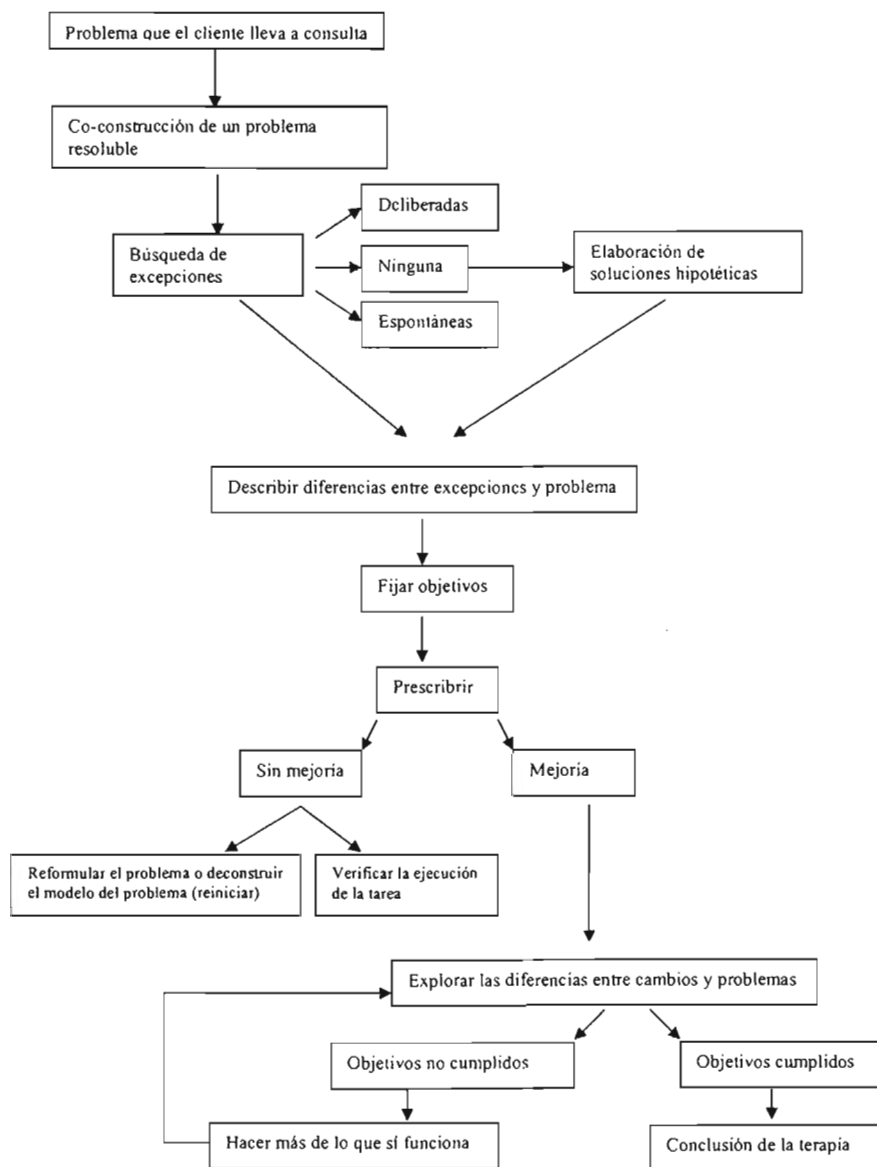 Problema que el cliente lleva a consulta
Co-construcción de un problema
resoluble
Búsqueda de
excepciones
Deliberadas
Ninguna
Espontáneas
Elaboración de
soluciones hipotéticas
Describir diferencias entre excepciones y problema
Fijar objetivos
Prescribrir
Sin mejoría
Mejoría
Reformular el problema o deconstruir
el modelo del problema (reiniciar)
Verificar la ejecución
de la tarea
Explorar las diferencias entre cambios y problemas
Objetivos no cumplidos
Objetivos cumplidos
Hacer más de lo que sí funciona
Conclusión de la terapia